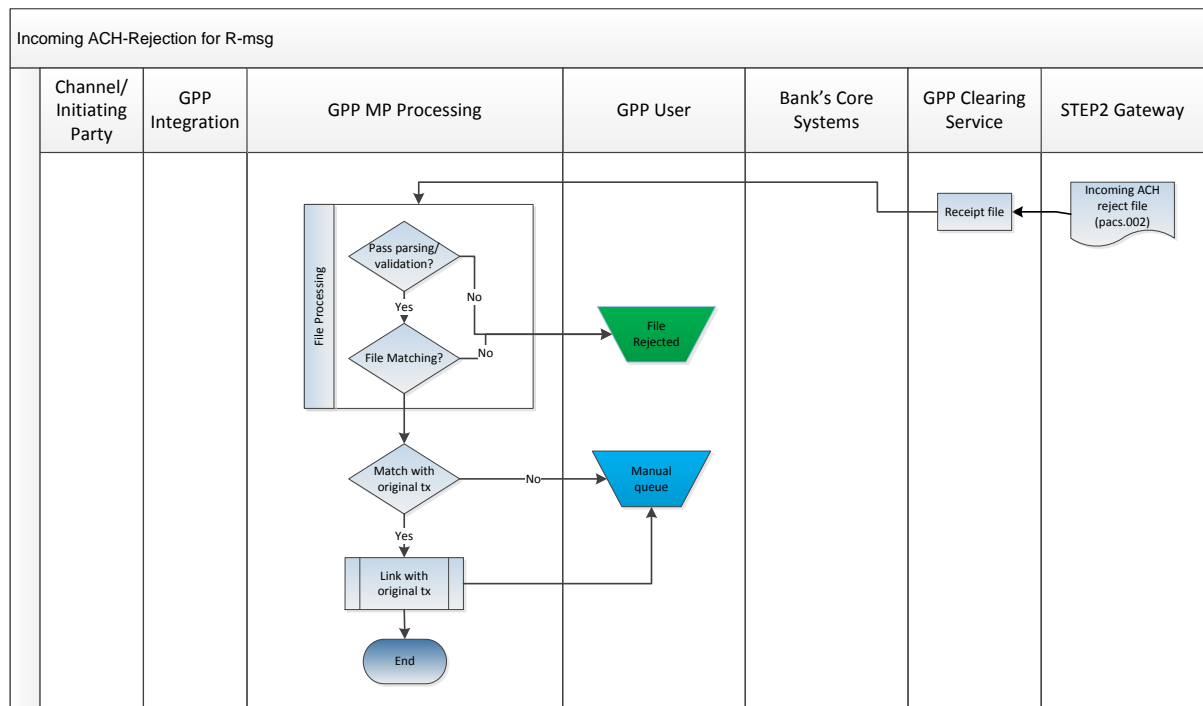 Incoming ACH-Rejection for R-msg
Channel/
Initiating
Party
GPP
Integration
GPP MP Processing
GPP User
Bank's Core
Systems
GPP Clearing
Service
STEP2 Gateway
Incoming ACH
reject file
(pacs.002)
Receipt file
File Processing
Pass parsing/
validation?
No
Yes
File
Rejected
File Matching?
No
Match with
original tx
No
Manual
queue
Yes
Link with
original tx
End